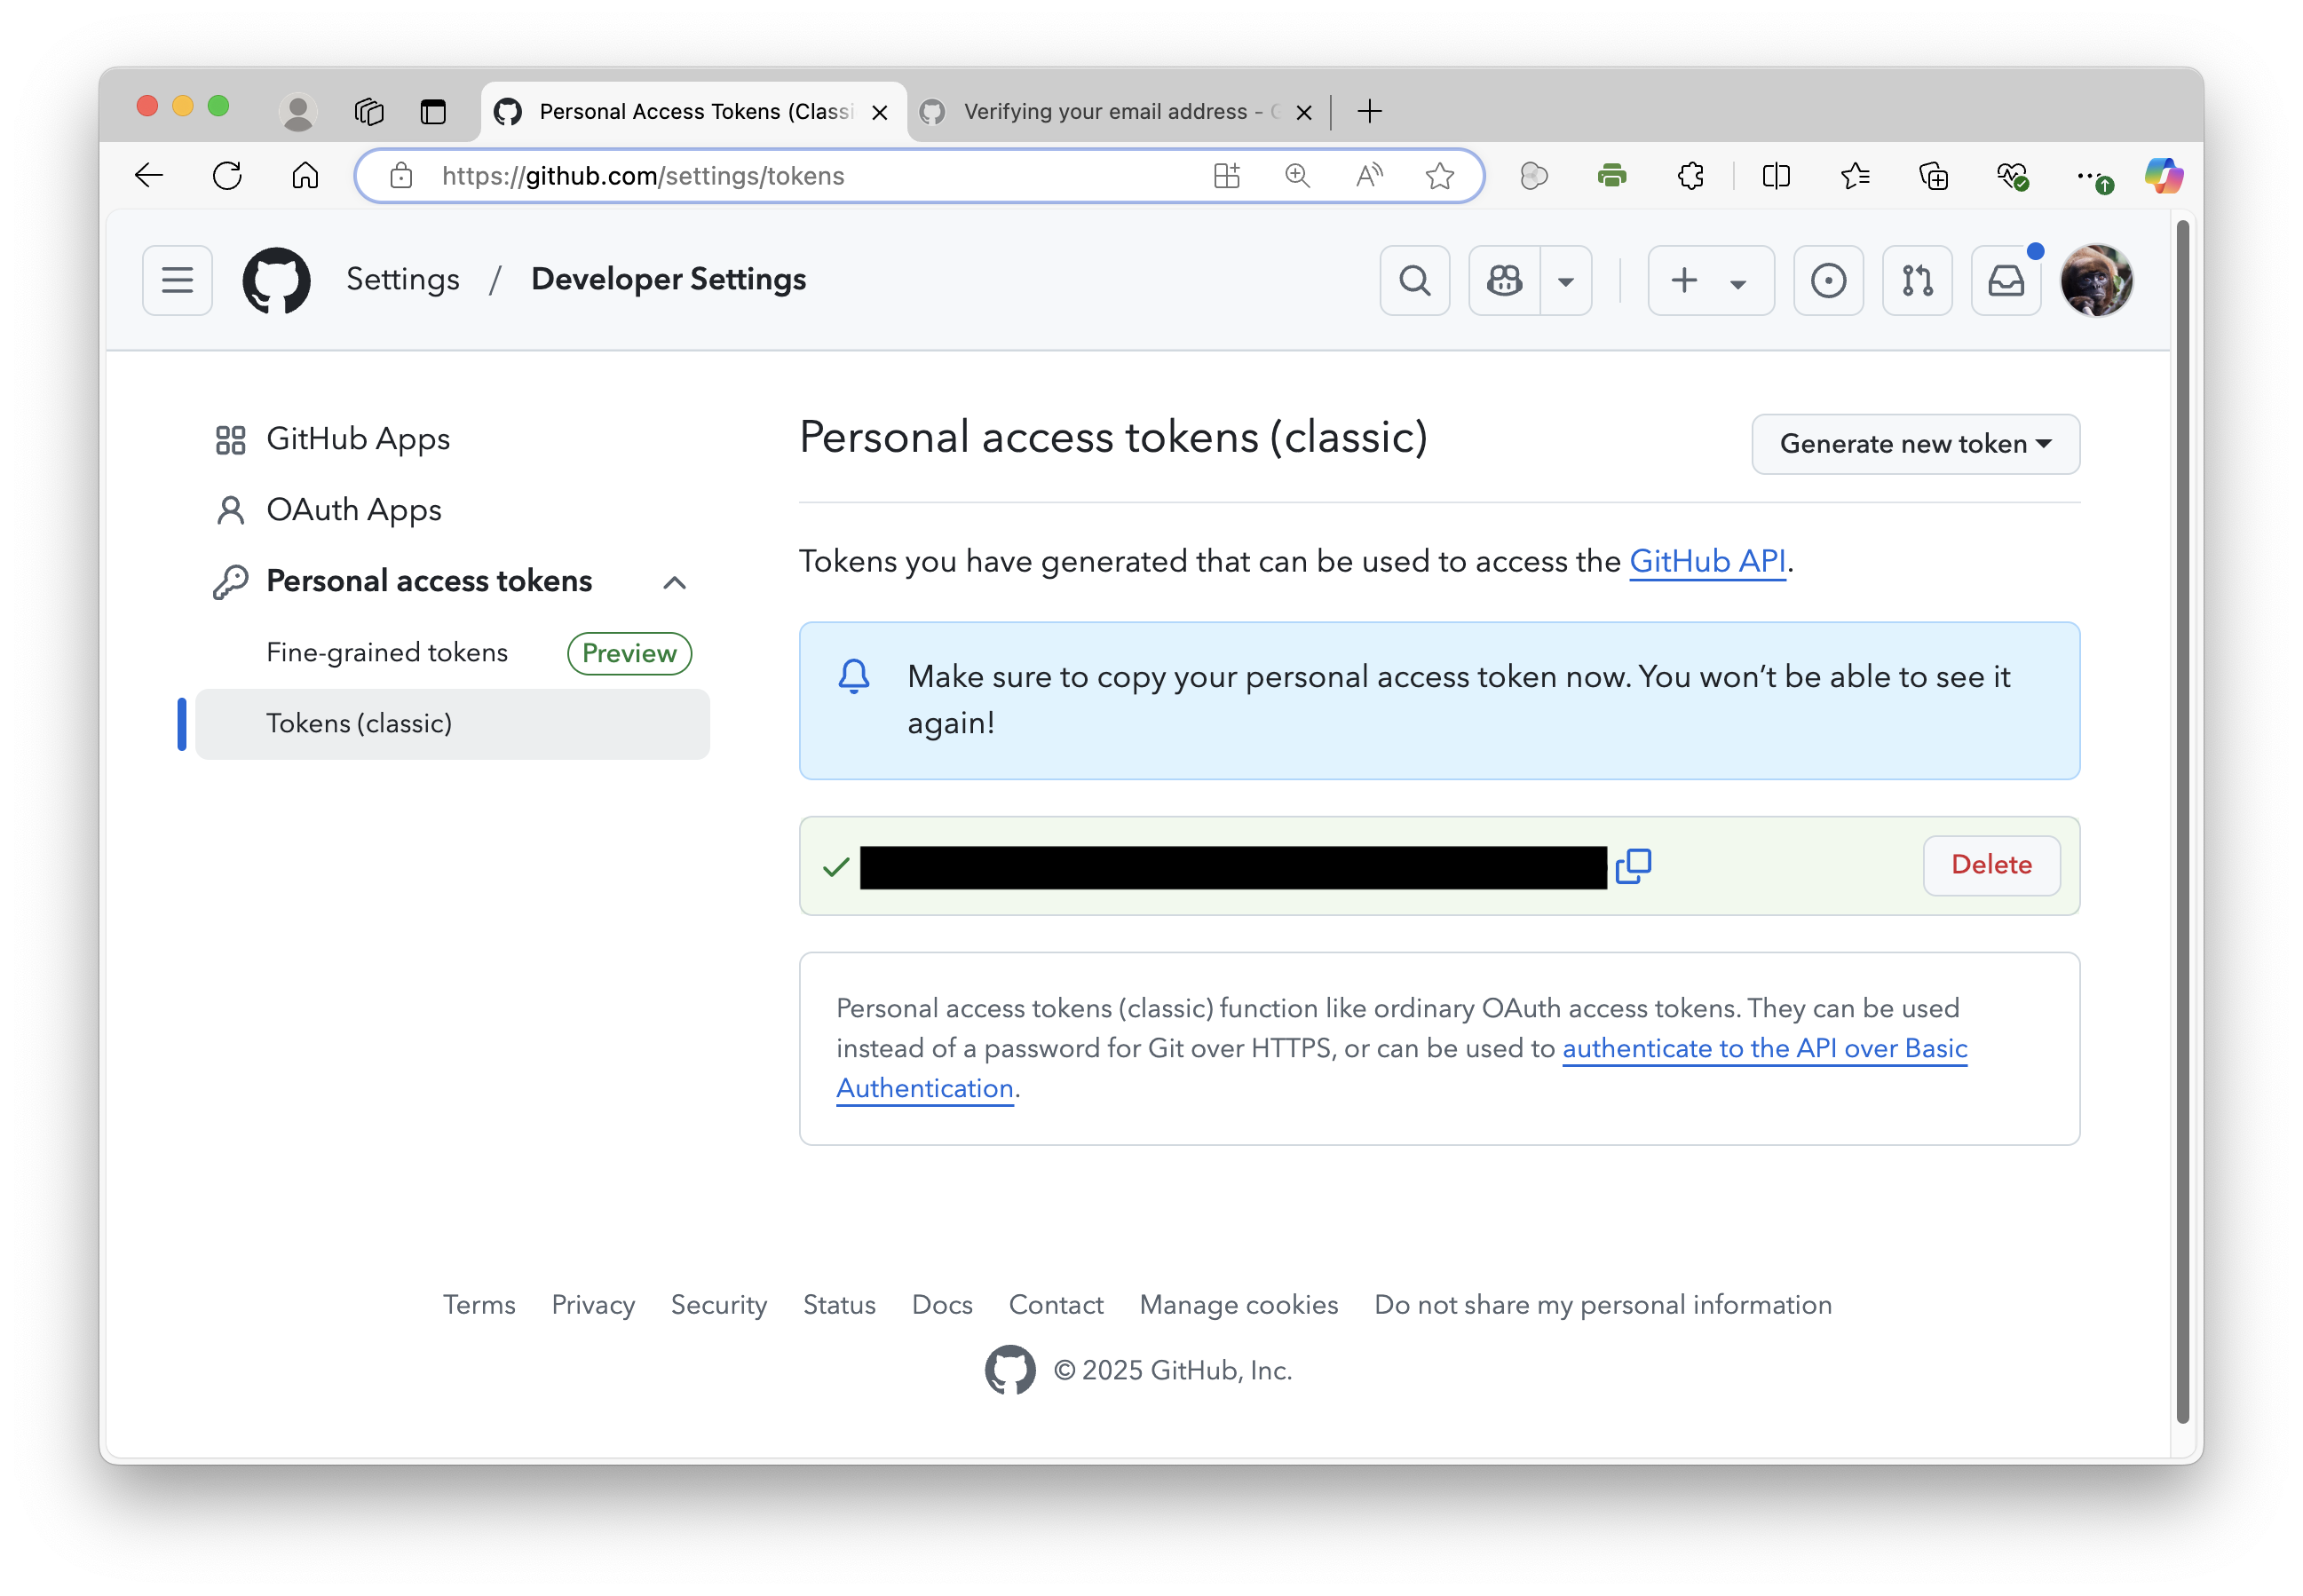 Personal Access Tokens (Classi
Verifying your email address - G
https://github.com/settings/tokens
Settings / Developer Settings
GitHub Apps
OAuth Apps
Personal access tokens
Fine-grained tokens Preview
Tokens (classic)
Personal access tokens (classic)
Generate new token
Tokens you have generated that can be used to access the GitHub API.
Make sure to copy your personal access token now. You won’t be able to see it
again!
Delete
Personal access tokens (classic) function like ordinary OAuth access tokens. They can be used
instead of a password for Git over HTTPS, or can be used to authenticate to the API over Basic
Authentication.
Terms Privacy Security Status Docs Contact Manage cookies Do not share my personal information
© 2025 GitHub, Inc.